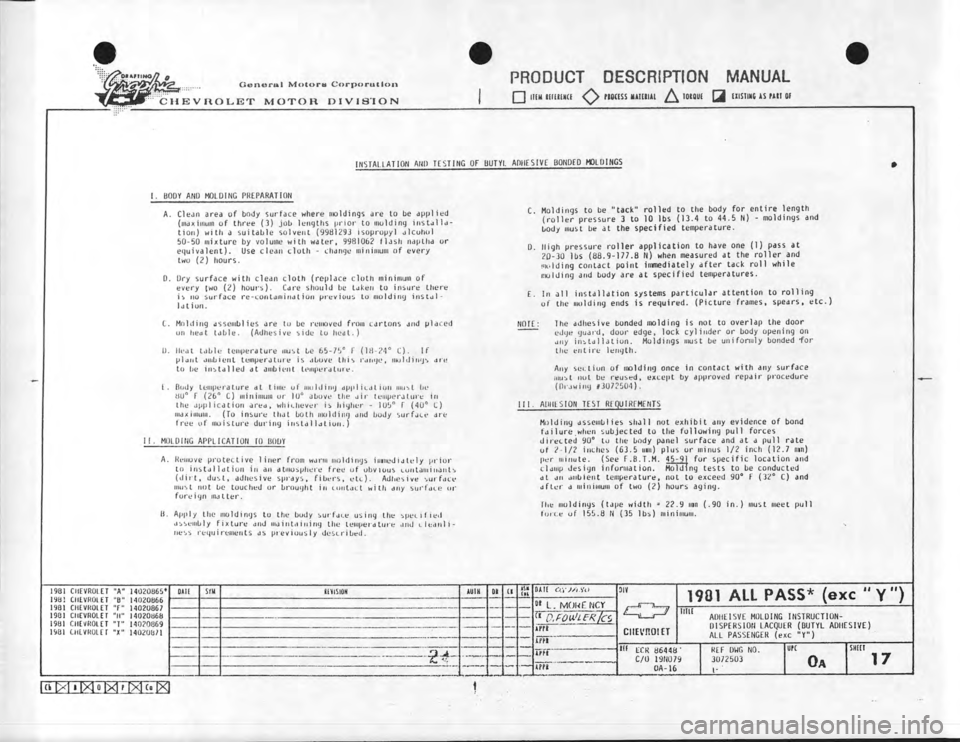 DRAFTING
Graphic
General Motors Corporation
CHEVROLET MOTOR DIVISION
PRODUCT DESCRIPTION MANUAL
ITEM REFERENCE PROCESS MATERIAL TORQUE EXISTING AS PART OF
INSTALLATION AND TESTING OF BUTYL ADHESIVE BONDED MOLDINGS
I. BODY AND MOLDING PREPARATION
A. Clean area of body surface where moldings are to be applied
(maximum of three (3) job lengths prior to molding installa-
tion) with a suitable solvent (9981293 isopropyl alcohol
50-50 mixture by volume with water, 9981062 flash naptha or
equivalent). Use clean cloth - change minimum of every
two (2) hours.
B. Dry surface with clean cloth (replace cloth minimum of
every two (2) hours). Care should be taken to insure there
is no surface re-contamination previous to molding instal-
lation.
C. Molding assemblies are to be removed from cartons and placed
on heat table. (Adhesive side to heat.)
D. Heat table temperature must be 65-75° F (18-24° C). If
plant ambient temperature is above this range, moldings are
to be installed at ambient temperature.
E. Body temperature at time of molding application must be
80° F (26° C) minimum or 10° above the air temperature in
the application area, whichever is higher - 105° F (40° C)
maximum. (To insure that both molding and body surface are
free of moisture during installation.)
II. MOLDING APPLICATION TO BODY
A. Remove protective liner from warm moldings immediately prior
to installation in an atmosphere free of obvious contaminants
(dirt, dust, adhesive sprays, fibers, etc). Adhesive surface
must not be touched or brought in contact with any surface or
foreign matter.
B. Apply the moldings to the body surface using the specified
assembly fixture and maintaining the temperature and cleanli-
ness requirements as previously described.
C. Moldings to be "tack" rolled to the body for entire length
(roller pressure 3 to 10 lbs (13.4 to 44.5 N) - moldings and
body must be at the specified temperature.
D. High pressure roller application to have one (1) pass at
20-30 lbs (88.9-177.8 N) when measured at the roller and
molding contact point immediately after tack roll while
molding and body are at specified temperatures.
E. In all installation systems particular attention to rolling
of the molding ends is required. (Picture frames, spears, etc.)
NOTE: The adhesive bonded molding is not to overlap the door
edge guard, door edge, lock cylinder or body opening on
any installation. Moldings must be uniformly bonded for
the entire length.
Any section of molding once in contact with any surface
must not be reused, except by approved repair procedure
(Drawing #3072504).
III. ADHESION TEST REQUIREMENTS
Molding assemblies shall not exhibit any evidence of bond
failure when subjected to the following pull forces
directed 90° to the body panel surface and at a pull rate
of 2-1/2 inches (63.5 mm) plus or minus 1/2 inch (12.7 mm)
per minute. (See F.B.T.M. 45-91 for specific location and
clamp design information. Molding tests to be conducted
at an ambient temperature, not to exceed 90° F (32° C) and
after a minimum of two (2) hours aging.
The moldings (tape width = 22.9 mm (.90 in.) must meet pull
force of 155.8 N (35 lbs) minimum.
1981 CHEVROLET "A" 14020865*
1981 CHEVROLET "B" 14020866
1981 CHEVROLET "F" 14020867
1981 CHEVROLET "H" 14020868
1981 CHEVROLET "T" 14020869
1981 CHEVROLET "X" 14020871
DATE SYM REVISION AUTH DR CK
DATE
DR L. MORENCY
CK D. FOWLER/CS
APPR
APPR
APPR
APPR
DIV
CHEVROLET
1981 ALL PASS* (exc "Y")
TITLE
ADHEISVE MOLDING INSTRUCTION-
DISPERSION LACQUER (BUTYL ADHESIVE)
ALL PASSENGER (exc "Y")
REF ECR 86448
C/O 19N079
0A-16
REF DWG NO.
3072503
UPC
0A
SHEET
17